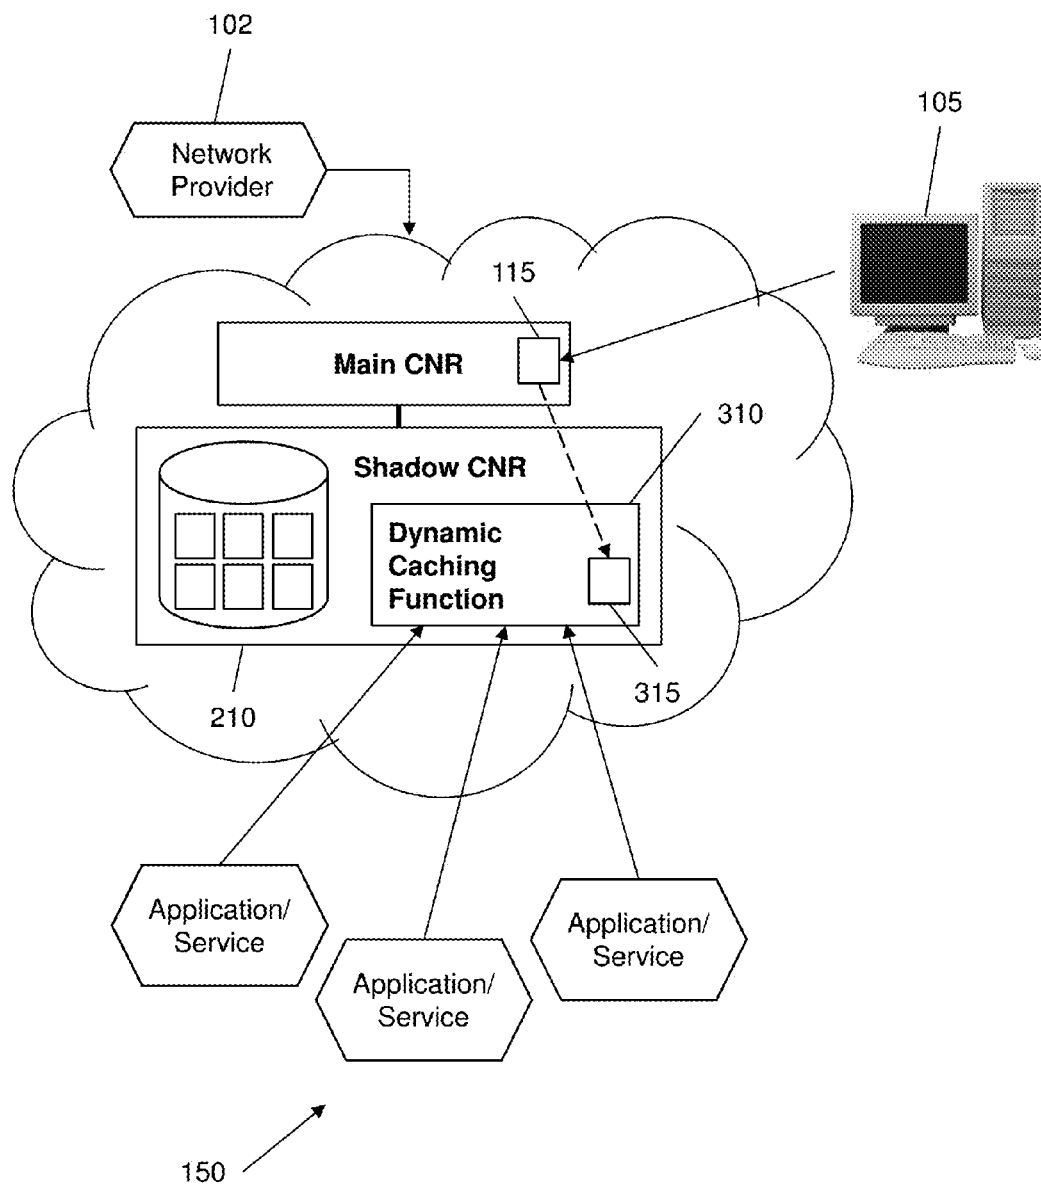 102
Network
Provider
105
115
Main CNR
310
Shadow CNR
Dynamic
Caching
Function
315
210
Application/
Service
Application/
Service
Application/
Service
150